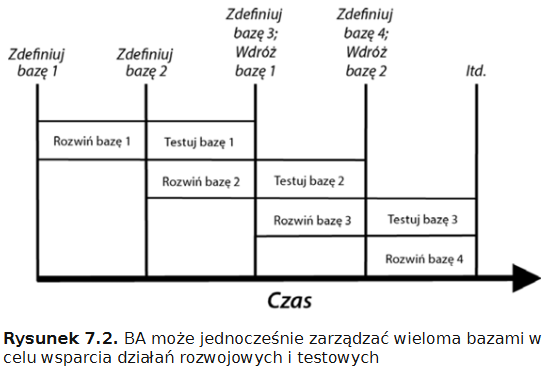 Zdefiniuj
bazę 1
Zdefiniuj
bazę 2
Zdefiniuj
bazę 3;
Wdróż
bazę 1
Zdefiniuj
bazę 4;
Wdróż
bazę 2
Itd.
Rozwiń bazę 1
Testuj bazę 1
Rozwiń bazę 2
Testuj bazę 2
Rozwiń bazę 3
Testuj bazę 3
Rozwiń bazę 4
Czas
Rysunek 7.2. BA może jednocześnie zarządzać wieloma bazami w
celu wsparcia działań rozwojowych i testowych